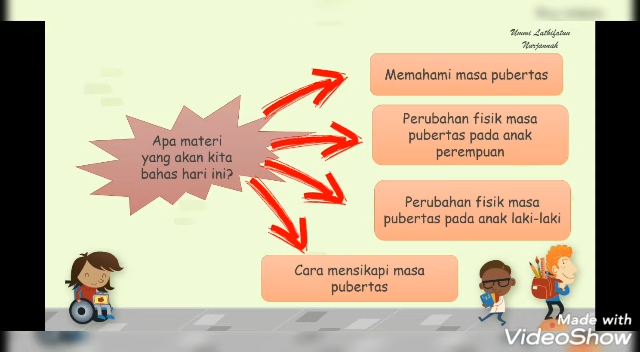 Ummi Lathifatun
Nurjannah
Memahami masa pubertas
Apa materi
yang akan kita
bahas hari ini?
Perubahan fisik masa
pubertas pada anak
perempuan
Perubahan fisik masa
pubertas pada anak laki-laki
Cara mensikapi masa
pubertas
Made with
VideoShow